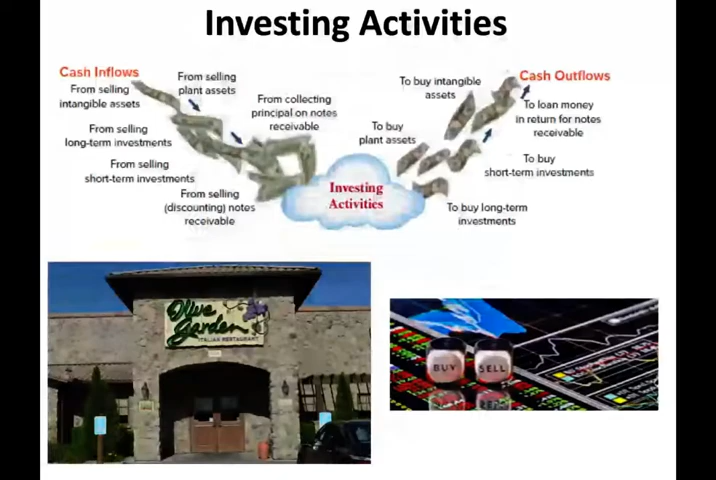 Investing Activities
Cash Inflows
From selling
intangible assets
From selling
plant assets
From collecting
principal on notes
receivable
From selling
long-term investments
From selling
short-term investments
From selling
(discounting) notes
receivable
Investing
Activities
To buy intangible
assets
Cash Outflows
To loan money
in return for notes
receivable
To buy
plant assets
To buy
short-term investments
To buy long-term
investments
Olive
Garden
ITALIAN RESTAURANT
BUY
SELL